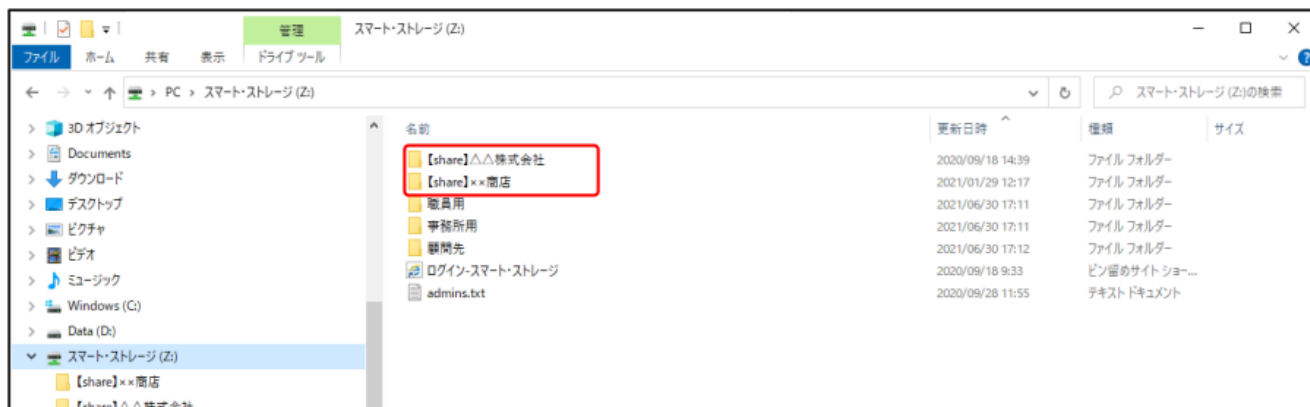 管理 スマート・ストレージ (Z:)
ファイル ホーム 共有 表示 ドライブ ツール
PC スマート・ストレージ (Z:) スマート・ストレージ (Z:)の検索
3D オブジェクト
Documents
ダウンロード
デスクトップ
ピクチャ
ビデオ
ミュージック
Windows (C:)
Data (D:)
スマート・ストレージ (Z:)
【share】××商店
【share】△△株式会社
名前 更新日時 種類 サイズ
【share】△△株式会社 2020/09/18 14:39 ファイル フォルダー
【share】××商店 2021/01/29 12:17 ファイル フォルダー
職員用 2021/06/30 17:11 ファイル フォルダー
事務所用 2021/06/30 17:11 ファイル フォルダー
顧問先 2021/06/30 17:12 ファイル フォルダー
ログイン-スマート・ストレージ 2020/09/18 9:33 ピン留めサイト ショー...
admins.txt 2020/09/28 11:55 テキスト ドキュメント